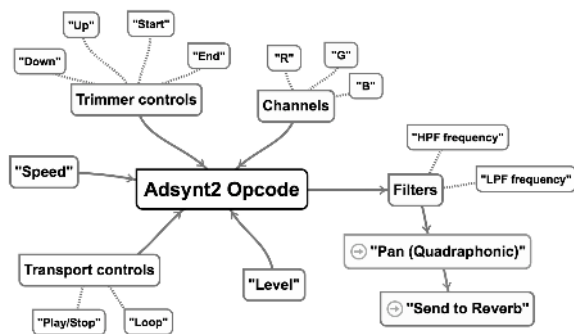 "Up"
"Start"
"Down"
"End"
"R"
"G"
"B"
Trimmer controls
Channels
"HPF frequency"
"Speed"
Adsynt2 Opcode
Filters
"LPF frequency"
"Pan (Quadraphonic)"
Transport controls
"Level"
"Send to Reverb"
"Play/Stop"
"Loop"